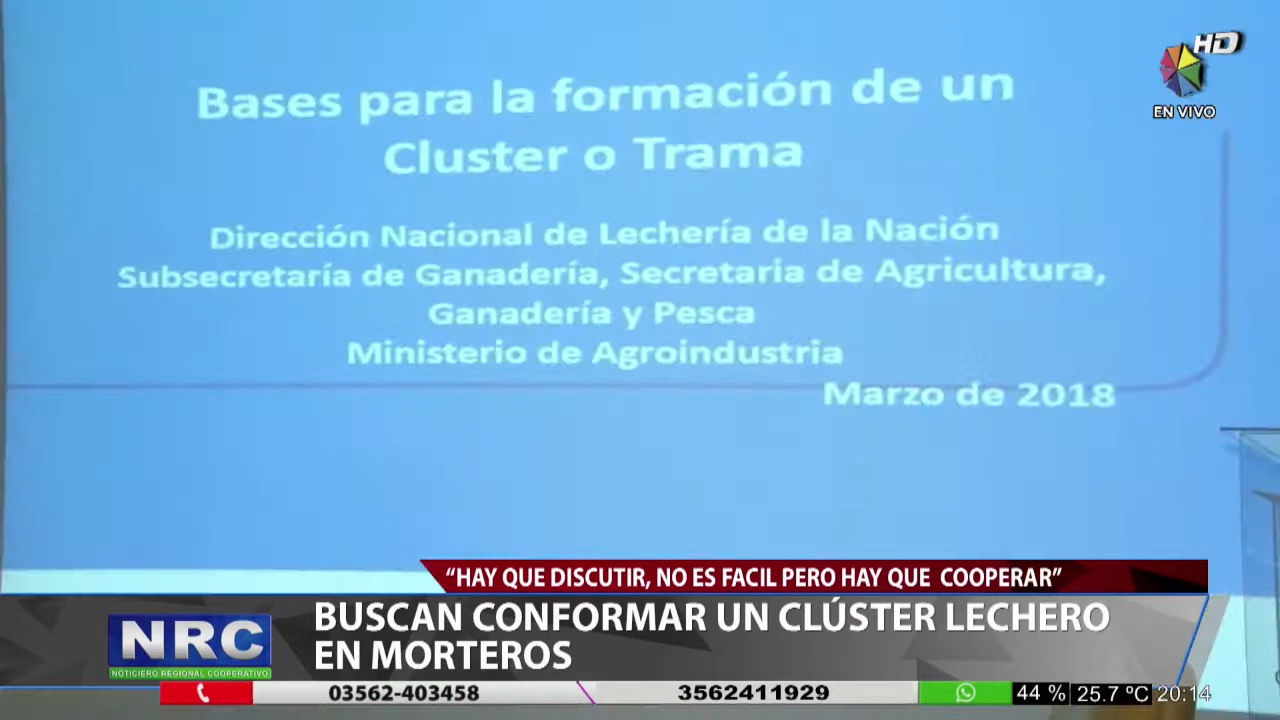 HD
EN VIVO
Bases para la formación de un
Cluster o Trama
Dirección Nacional de Lechería de la Nación
Subsecretaría de Ganadería, Secretaria de Agricultura,
Ganadería y Pesca
Ministerio de Agroindustria
Marzo de 2018
“HAY QUE DISCUTIR, NO ES FACIL PERO HAY QUE COOPERAR”
BUSCAN CONFORMAR UN CLÚSTER LECHERO
EN MORTEROS
NRC
NOTICIERO REGIONAL COOPERATIVO
03562-403458 3562411929 44 % 25.7 ºC 20:14